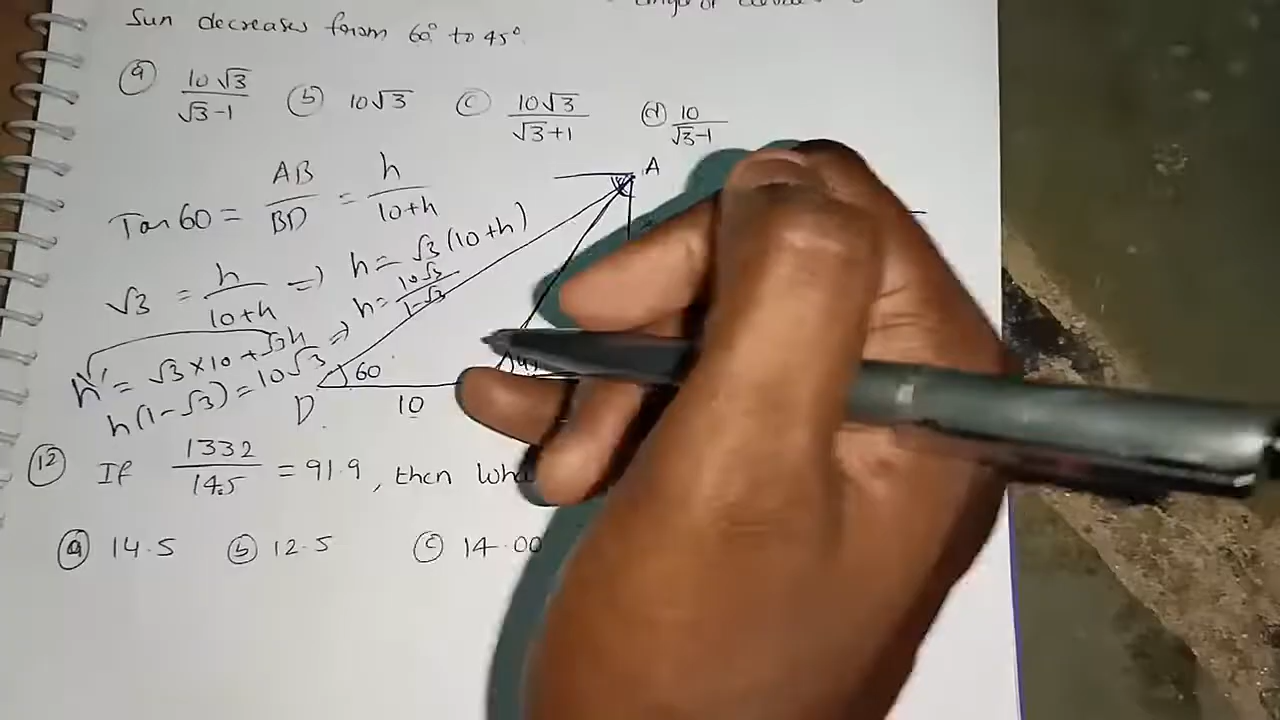 Sun decreases from 60° to 45°.
ⓐ 10√3/(√3-1) ⓑ 10√3 ⓒ 10√3/(√3+1) ⓓ 10/(√3-1)
A
Tan 60 = AB/BD = h/(10+h)
√3 = h/(10+h) => h = √3(10+h)
h = √3×10 + √3h => h = 10√3/(1-√3)
h(1-√3) = 10√3
60
D 10
⑫ If 1332/14.5 = 91.9, then
ⓐ 14.5 ⓑ 12.5 ⓒ 14.00